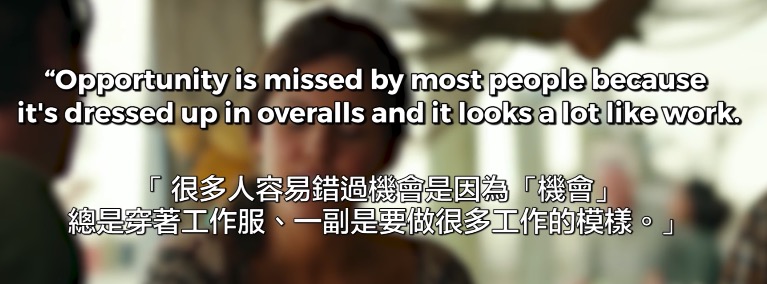 “Opportunity is missed by most people because
it's dressed up in overalls and it looks a lot like work.
「 很多人容易錯過機會是因為「機會」
總是穿著工作服、一副是要做很多工作的模樣。」